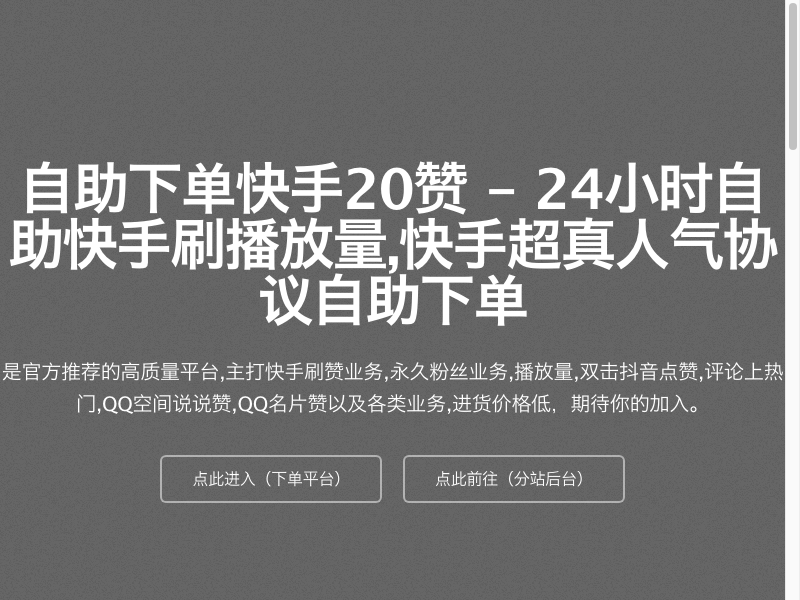 自助下单快手20赞 – 24小时自
助快手刷播放量,快手超真人气协
议自助下单
是官方推荐的高质量平台,主打快手刷赞业务,永久粉丝业务,播放量,双击抖音点赞,评论上热
门,QQ空间说说赞,QQ名片赞以及各类业务,进货价格低，期待你的加入。
点此进入（下单平台）
点此前往（分站后台）